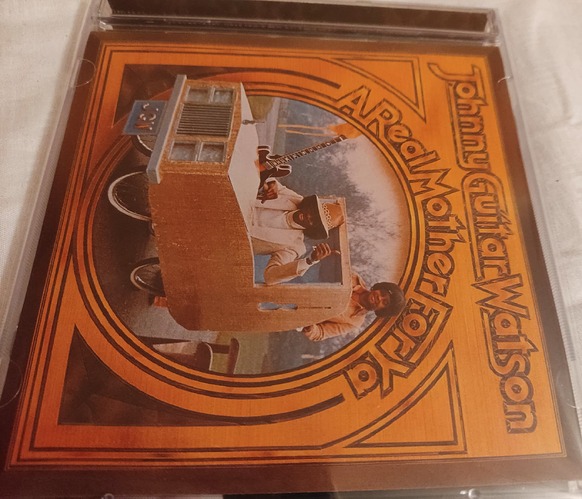 Johnny Guitar Watson
A Real Mother For Ya